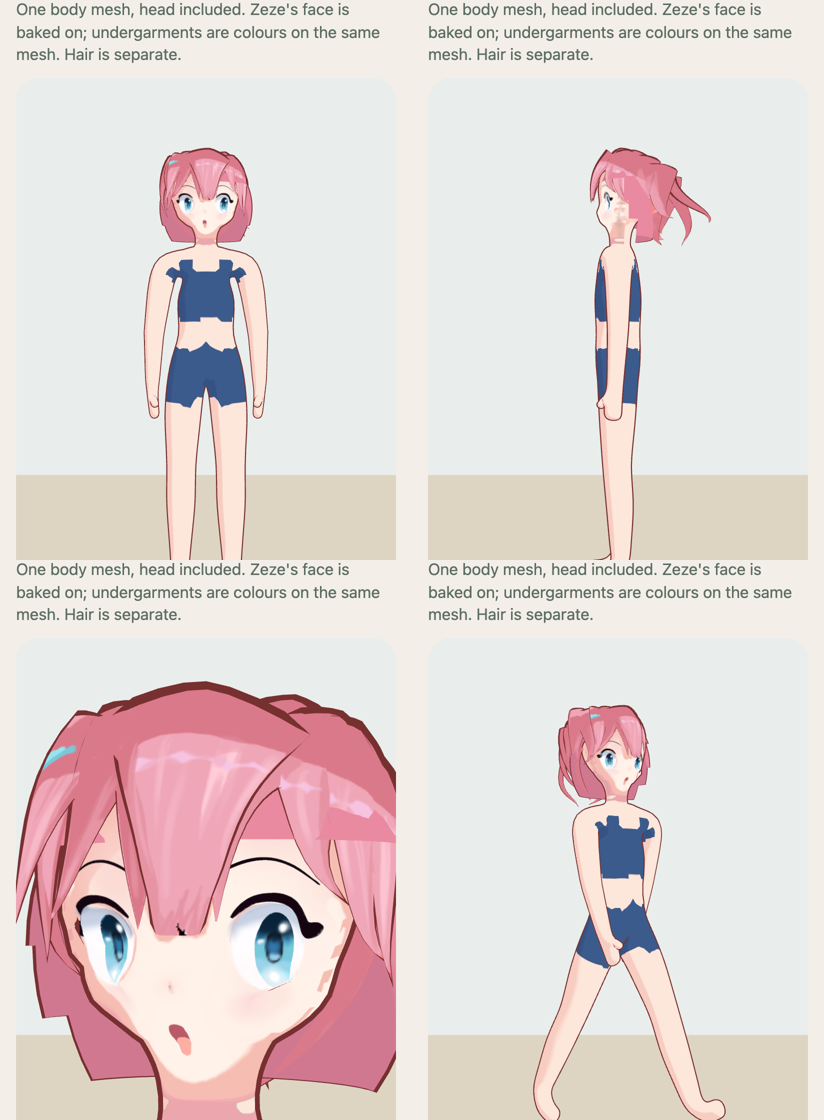 One body mesh, head included. Zeze's face is
baked on; undergarments are colours on the same
mesh. Hair is separate.
One body mesh, head included. Zeze's face is
baked on; undergarments are colours on the same
mesh. Hair is separate.
One body mesh, head included. Zeze's face is
baked on; undergarments are colours on the same
mesh. Hair is separate.
One body mesh, head included. Zeze's face is
baked on; undergarments are colours on the same
mesh. Hair is separate.